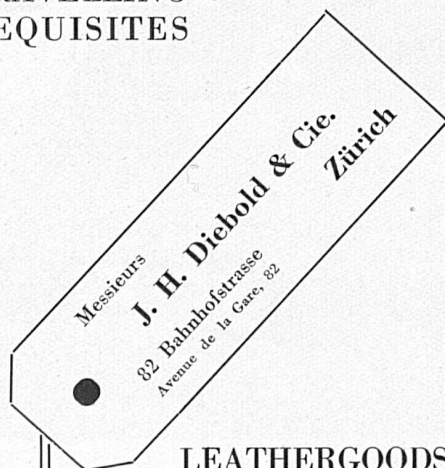 EQUISITES
Messieurs
J. H. Diebold & Cie.
Zürich
82 Bahnhofstrasse
Avenue de la Gare, 82
LEATHERGOODS